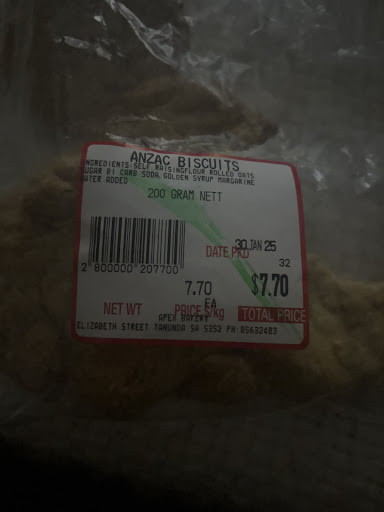 ANZAC BISCUITS
INGREDIENTS-SELF RAISINGFLOUR ROLLED OATS
SUGAR BI CARB SODA, GOLDEN SYRUP MARGARINE
WATER ADDED
200 GRAM NETT
30 JAN 25
DATE PKD
32
2 800000 207700
7.70 $7.70
EA
NET WT PRICE $/kg TOTAL PRICE
APEX BAKERY
ELIZABETH STREET TANUNDA SA 5352 PH 85632483